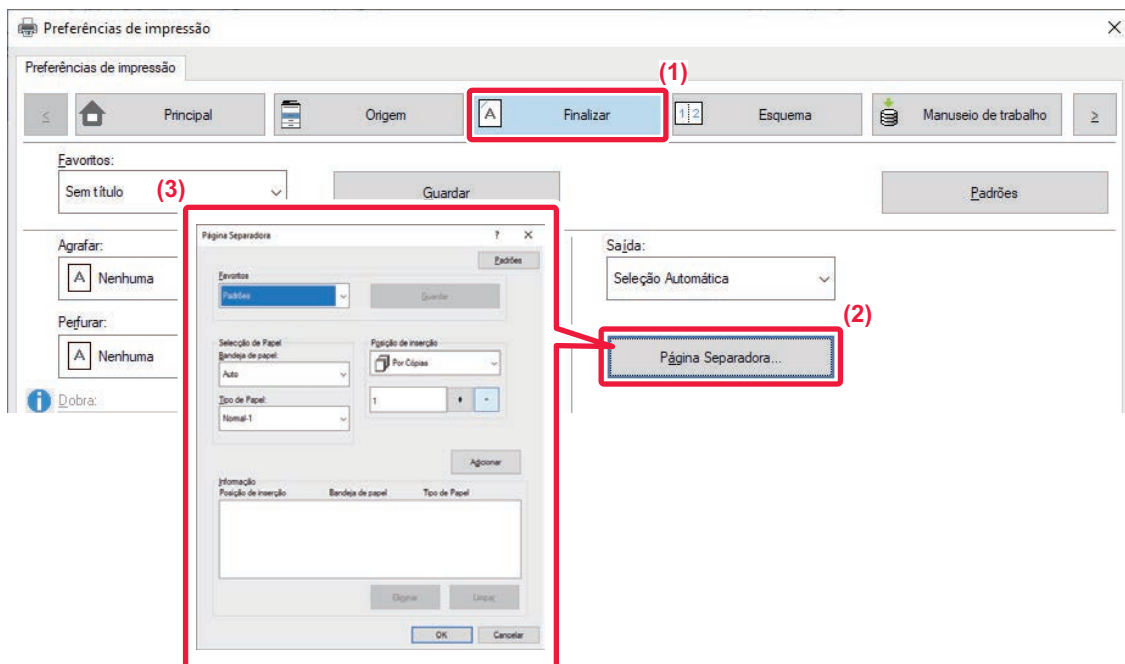 Preferências de impressão
Preferências de impressão
(1)
< Principal Origem A Finalizar 1 2 Esquema Manuseio de trabalho >
Favoritos:
Sem título
(3)
Guardar
Padrões
Página Separadora ? ×
Padrões
Favoritos
Padrões
Guardar
Selecção de Papel
Bandeja de papel:
Auto
Tipo de Papel:
Normal-1
Posição de inserção
Por Cópias
1 + -
Adicionar
Informação
Posição de inserção Bandeja de papel Tipo de Papel
Eliminar Limpar
OK Cancelar
Agrafar:
A Nenhuma
Perfurar:
A Nenhuma
Dobra:
Saída:
Seleção Automática
(2)
Página Separadora...